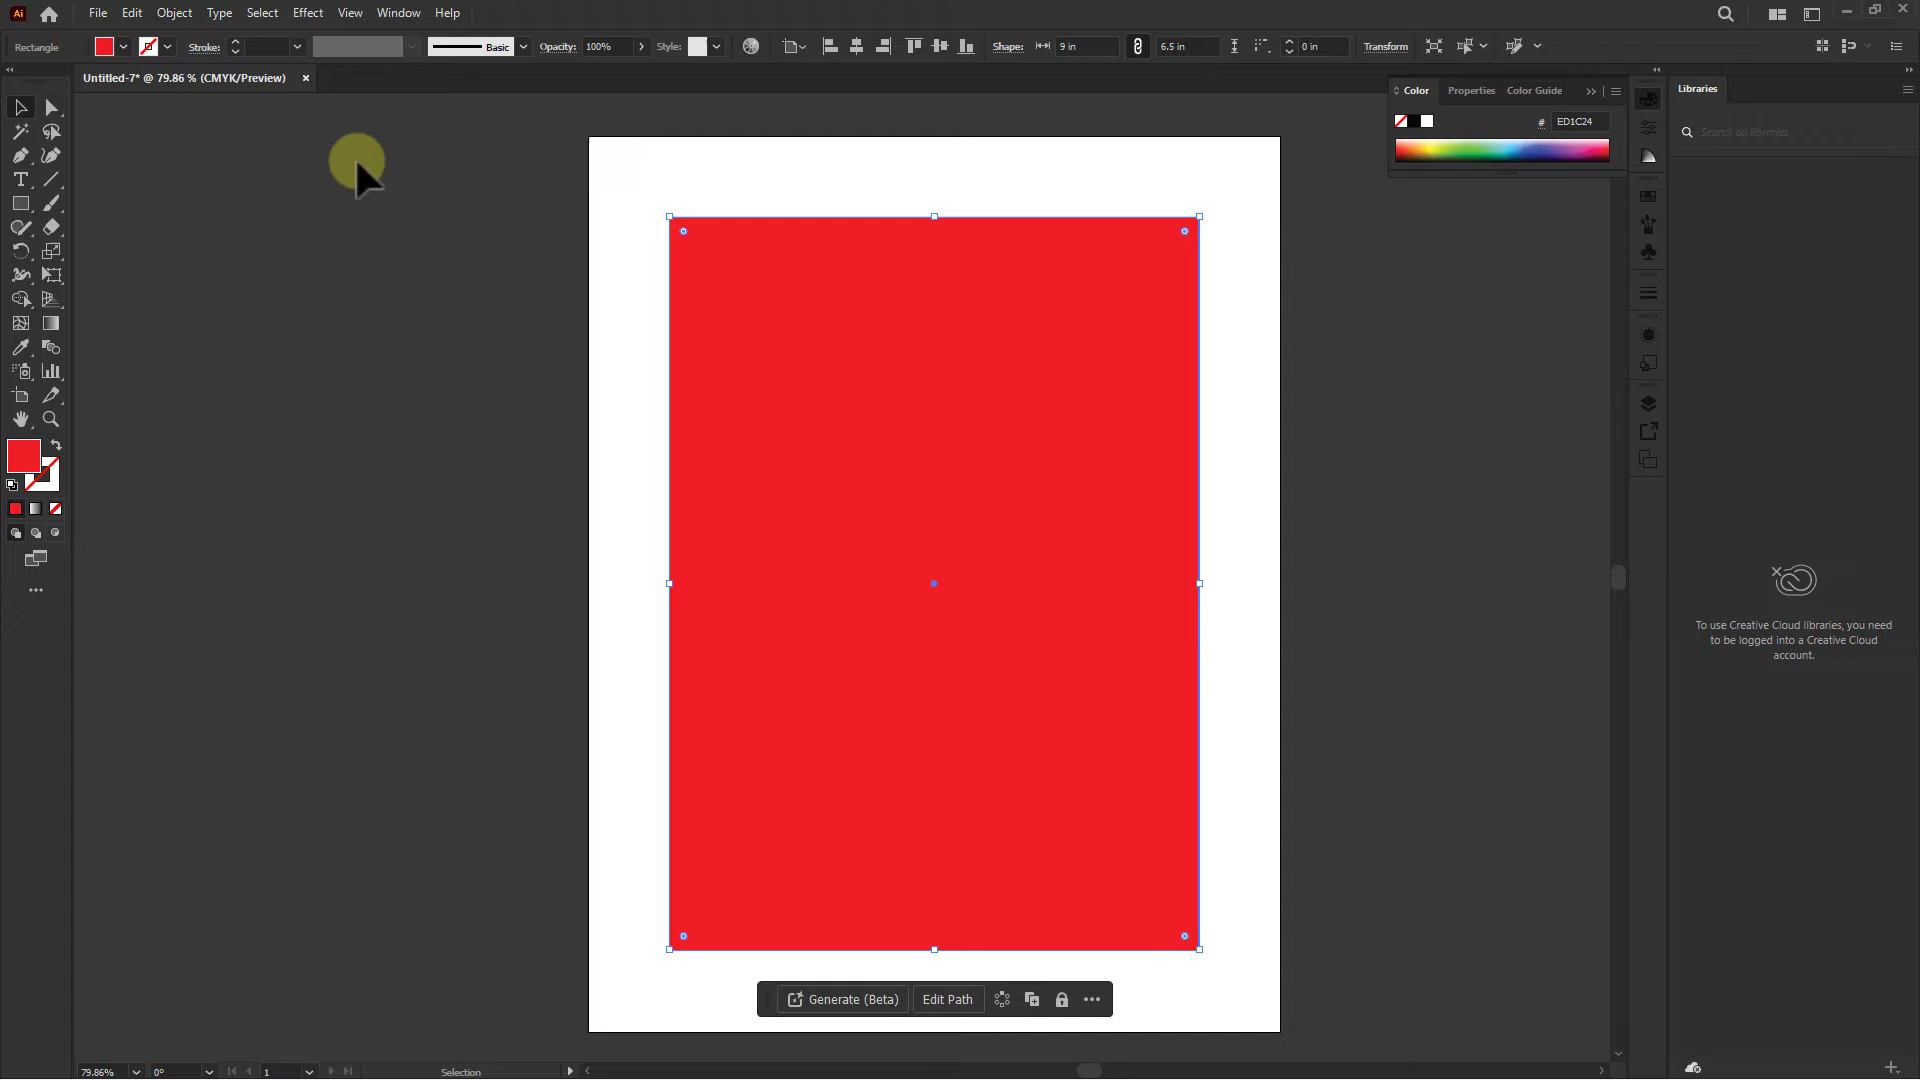 Ai File Edit Object Type Select Effect View Window Help
Rectangle Stroke: Basic Opacity: 100% Style: Shape: 9 in 6.5 in 0 in Transform
Untitled-7* @ 79.86 % (CMYK/Preview) ×
Color Properties Color Guide
# ED1C24
Libraries
Search all libraries
To use Creative Cloud libraries, you need
to be logged into a Creative Cloud
account.
Generate (Beta) Edit Path
79.86% 0° 1 Selection